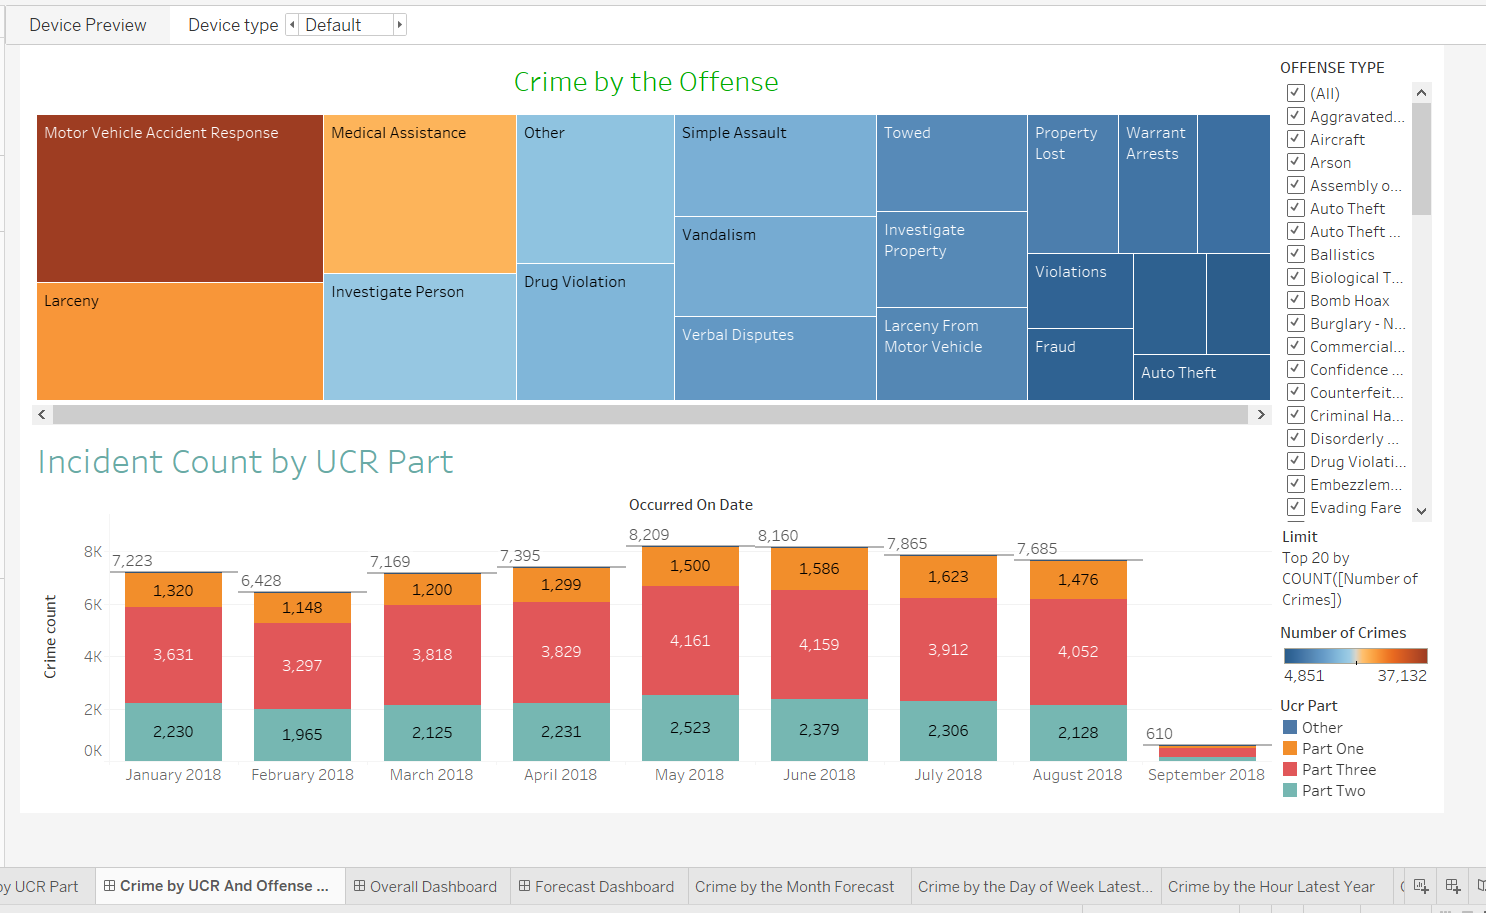 Device Preview
Device type
Default
Crime by the Offense
Motor Vehicle Accident Response
Larceny
Medical Assistance
Investigate Person
Other
Drug Violation
Simple Assault
Vandalism
Verbal Disputes
Towed
Investigate
Property
Larceny From
Motor Vehicle
Property
Lost
Warrant
Arrests
Violations
Fraud
Auto Theft
OFFENSE TYPE
(All)
Aggravated...
Aircraft
Arson
Assembly o...
Auto Theft
Auto Theft ...
Ballistics
Biological T...
Bomb Hoax
Burglary - N...
Commercial...
Confidence ...
Counterfeit...
Criminal Ha...
Disorderly ...
Drug Violati...
Embezzlem...
Evading Fare
Limit
Top 20 by
COUNT([Number of
Crimes])
Number of Crimes
4,851 37,132
Ucr Part
Other
Part One
Part Three
Part Two
Incident Count by UCR Part
Occurred On Date
Crime count
8K
6K
4K
2K
0K
7,223
1,320
3,631
2,230
January 2018
6,428
1,148
3,297
1,965
February 2018
7,169
1,200
3,818
2,125
March 2018
7,395
1,299
3,829
2,231
April 2018
8,209
1,500
4,161
2,523
May 2018
8,160
1,586
4,159
2,379
June 2018
7,865
1,623
3,912
2,306
July 2018
7,685
1,476
4,052
2,128
August 2018
610
September 2018
by UCR Part
Crime by UCR And Offense ...
Overall Dashboard
Forecast Dashboard
Crime by the Month Forecast
Crime by the Day of Week Latest...
Crime by the Hour Latest Year